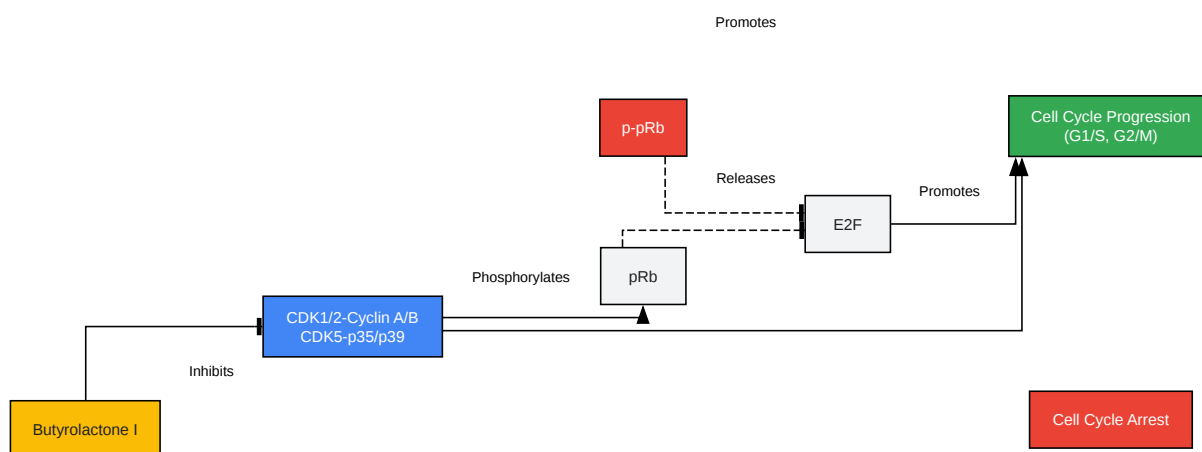 Promotes
Cell Cycle Progression
(G1/S, G2/M)
p-pRb
Releases
Promotes
E2F
Phosphorylates
pRb
CDK1/2-Cyclin A/B
CDK5-p35/p39
Inhibits
Butyrolactone I
Cell Cycle Arrest